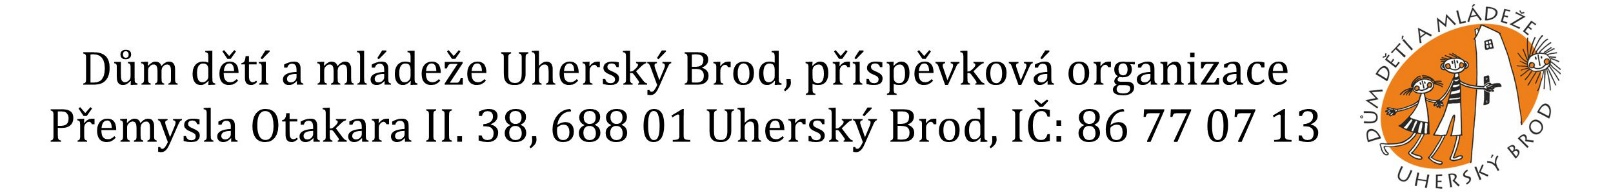 Dům dětí a mládeže Uherský Brod, příspěvková organizace
Přemysla Otakara II. 38, 688 01 Uherský Brod, IČ: 86 77 07 13
DŮM DĚTÍ A MLÁDEŽE
UHERSKÝ BROD